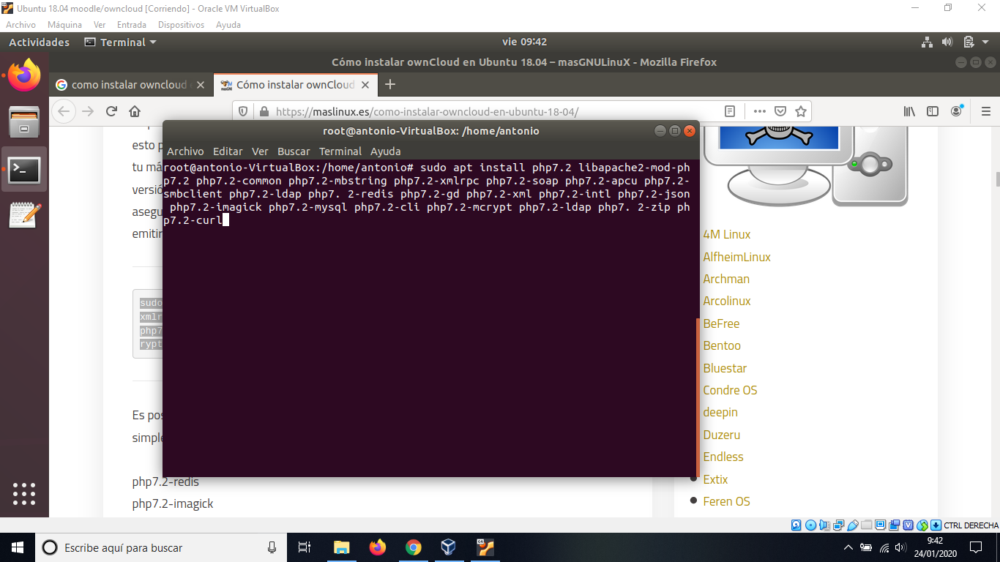 Ubuntu 18.04 moodle/owncloud [Corriendo] - Oracle VM VirtualBox
Archivo Máquina Ver Entrada Dispositivos Ayuda
Actividades Terminal vie 09:42
Cómo instalar ownCloud en Ubuntu 18.04 – masGNULinuX - Mozilla Firefox
como instalar owncloud Cómo instalar ownCloud
https://maslinux.es/como-instalar-owncloud-en-ubuntu-18-04/
root@antonio-VirtualBox: /home/antonio
Archivo Editar Ver Buscar Terminal Ayuda
root@antonio-VirtualBox:/home/antonio# sudo apt install php7.2 libapache2-mod-ph
p7.2 php7.2-common php7.2-mbstring php7.2-xmlrpc php7.2-soap php7.2-apcu php7.2-
smbclient php7.2-ldap php7. 2-redis php7.2-gd php7.2-xml php7.2-intl php7.2-json
php7.2-imagick php7.2-mysql php7.2-cli php7.2-mcrypt php7.2-ldap php7. 2-zip ph
p7.2-curl
esto p
tu má
versió
asegu
emitir
sudo
xmlr
php7
rypt
Es pos
simple
php7.2-redis
php7.2-imagick
4M Linux
AlfheimLinux
Archman
Arcolinux
BeFree
Bentoo
Bluestar
Condre OS
deepin
Duzeru
Endless
Extix
Feren OS
CTRL DERECHA
Escribe aquí para buscar
9:42
24/01/2020